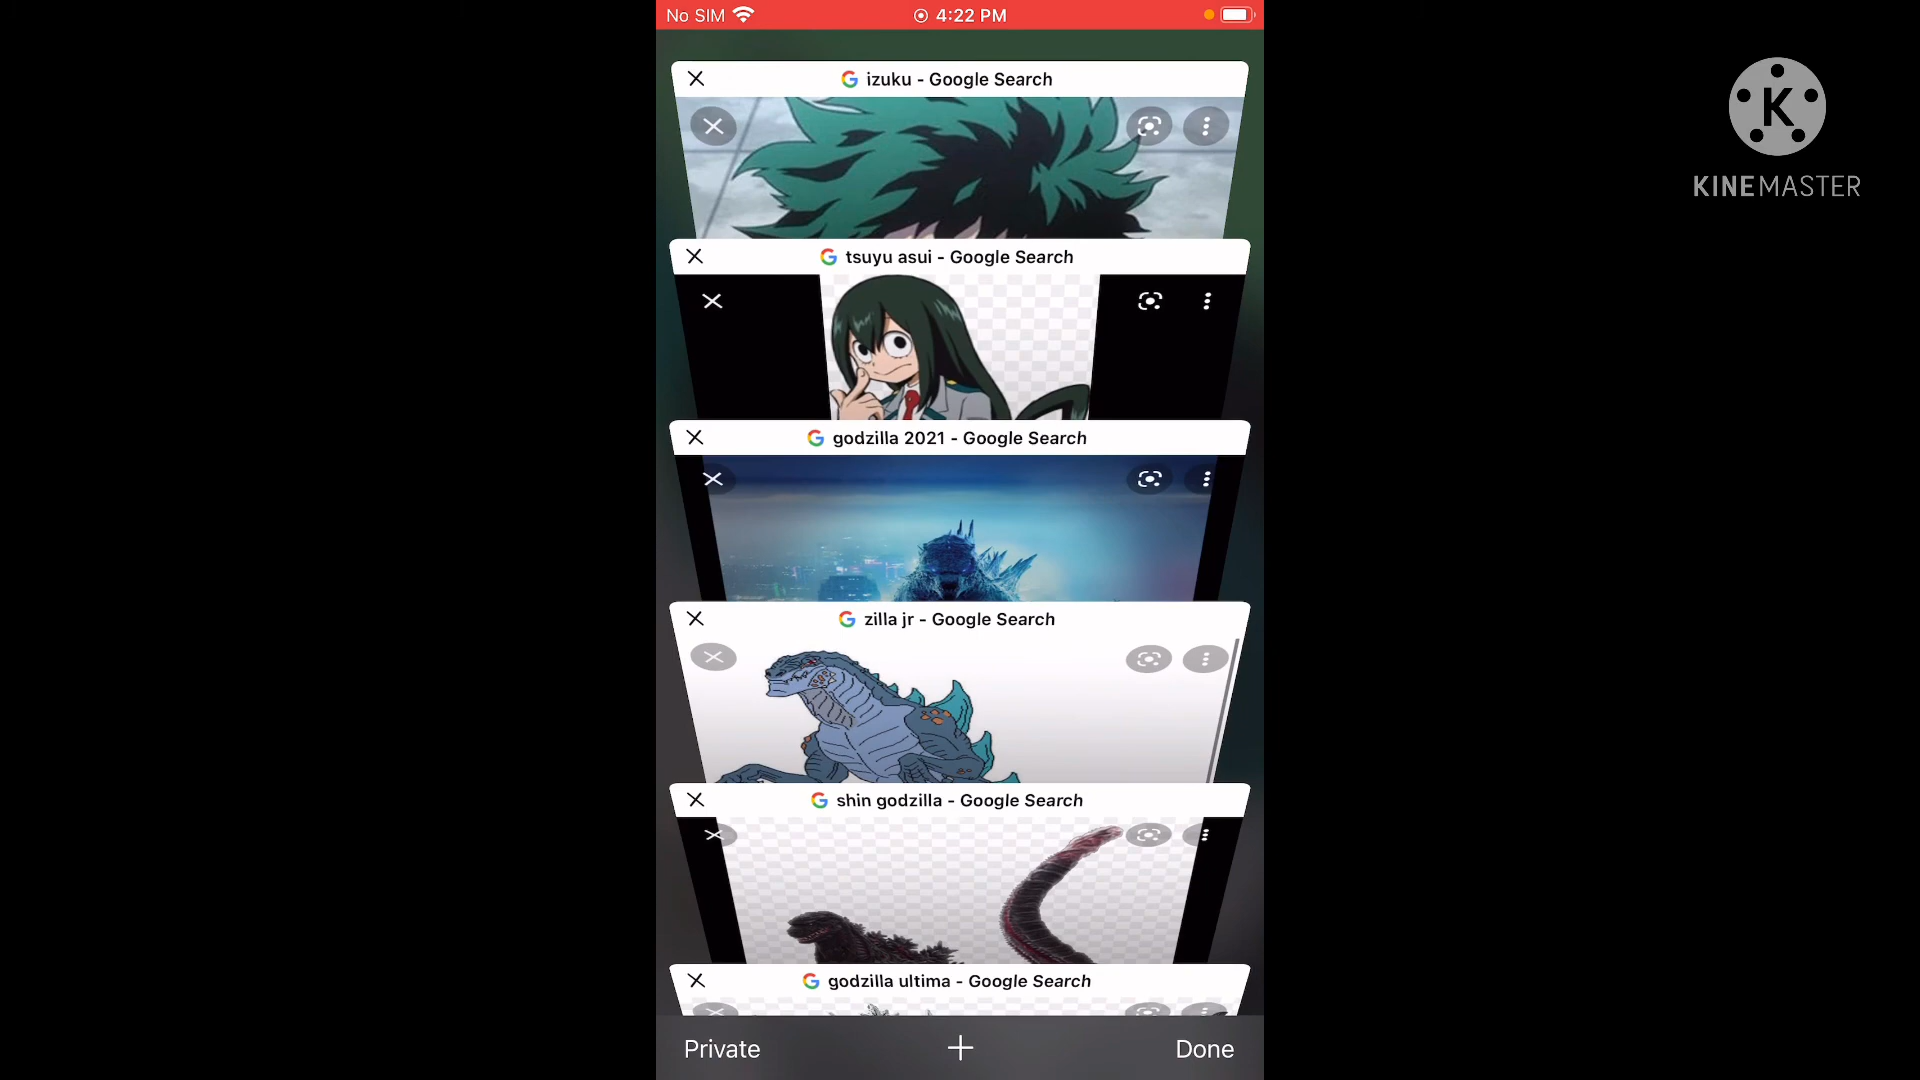 No SIM
4:22 PM
izuku - Google Search
K
KINEMASTER
tsuyu asui - Google Search
godzilla 2021 - Google Search
zilla jr - Google Search
shin godzilla - Google Search
godzilla ultima - Google Search
Private
Done